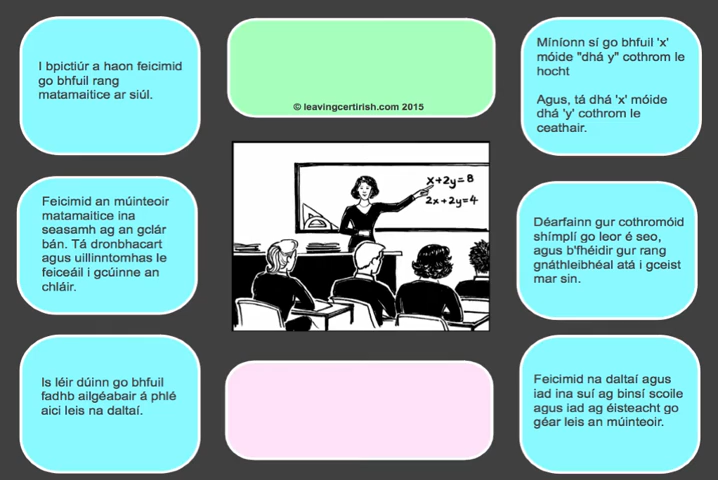 I bpictiúr a haon feicimid
go bhfuil rang
matamaitice ar siúl.
Feicimid an múinteoir
matamaitice ina
seasamh ag an gclár
bán. Tá dronbhacart
agus uillinntomhas le
feiceáil i gcúinne an
chláir.
Is léir dúinn go bhfuil
fadhb ailgéabair á phlé
aici leis na daltaí.
© leavingcertirish.com 2015
x+2y=8
2x+2y=4
Míníonn sí go bhfuil 'x'
móide "dhá y" cothrom le
hocht
Agus, tá dhá 'x' móide
dhá 'y' cothrom le
ceathair.
Déarfainn gur cothromóid
shímplí go leor é seo,
agus b'fhéidir gur rang
gnáthleibhéal atá i gceist
mar sin.
Feicimid na daltaí agus
iad ina suí ag binsí scoile
agus iad ag éisteacht go
géar leis an múinteoir.